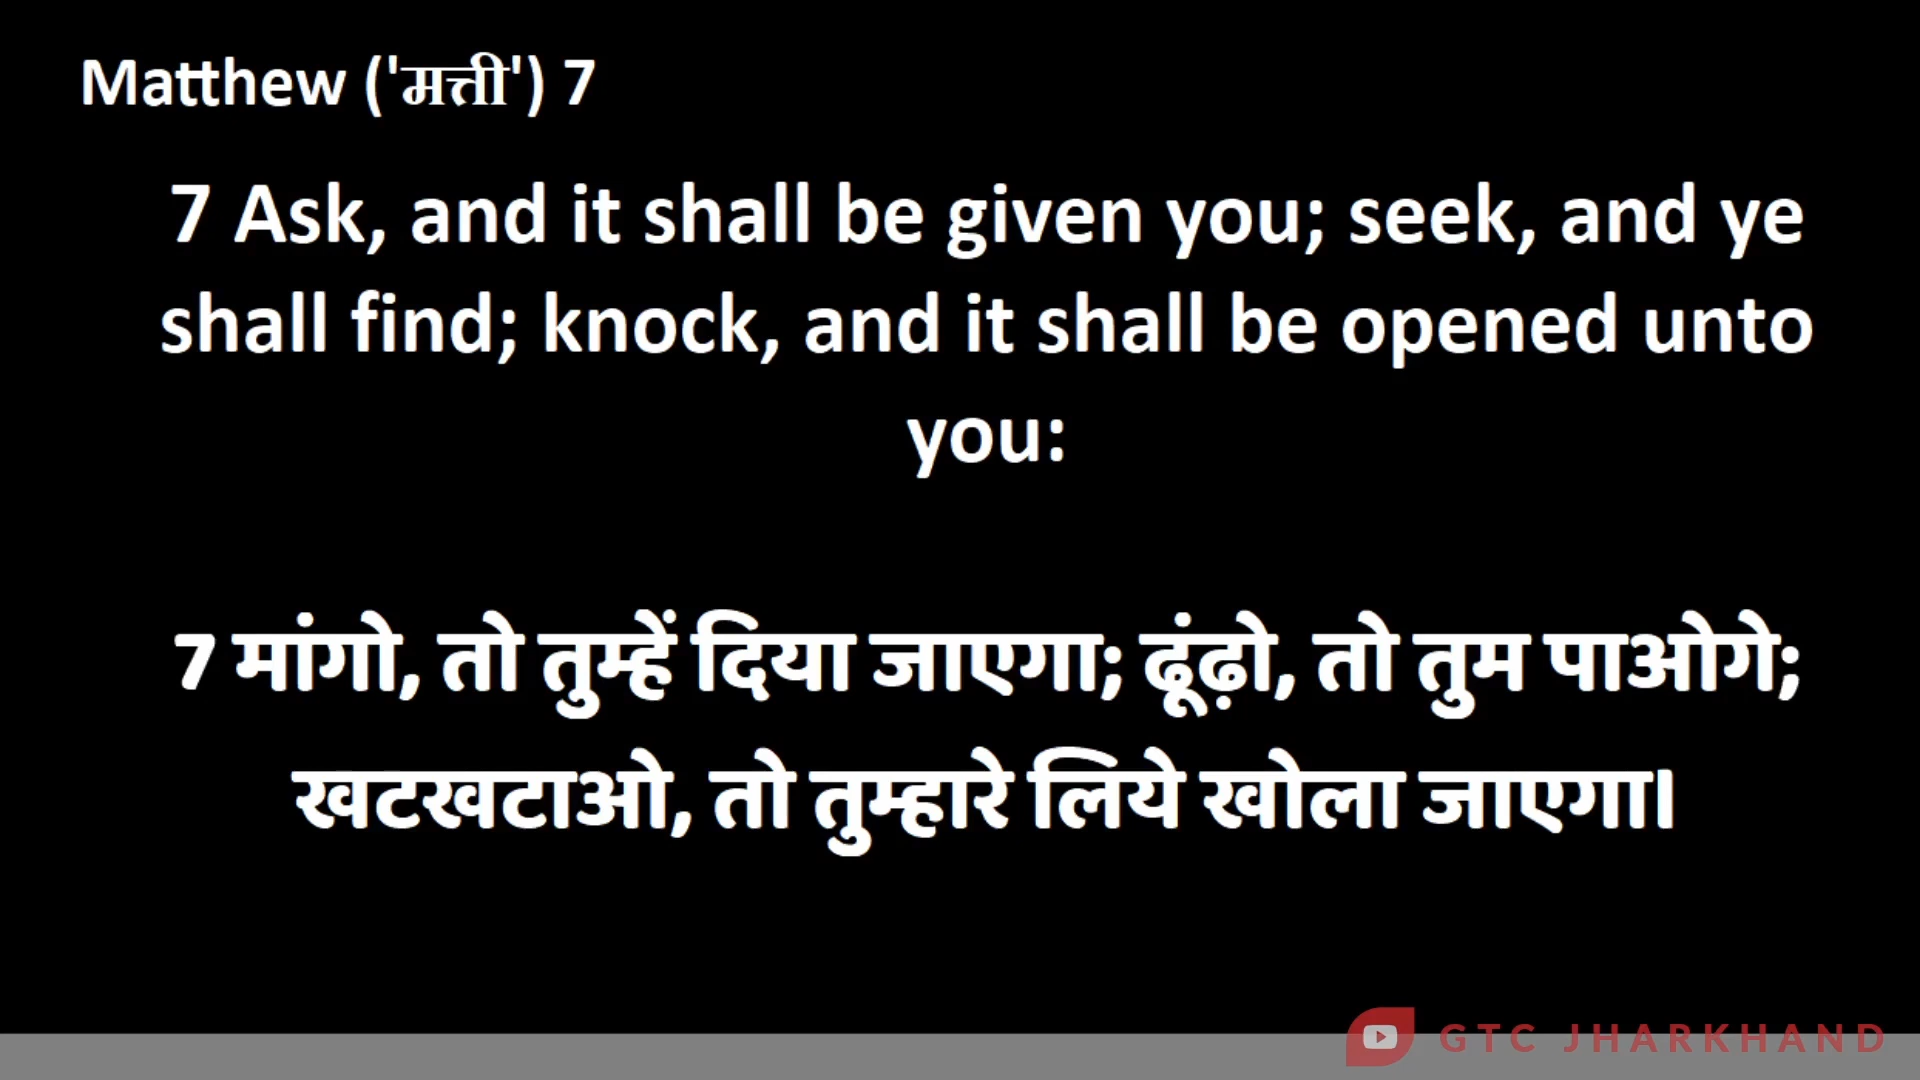 Matthew ('मत्ती') 7
7 Ask, and it shall be given you; seek, and ye
shall find; knock, and it shall be opened unto
you:
7 मांगो, तो तुम्हें दिया जाएगा; ढूंढ़ो, तो तुम पाओगे;
खटखटाओ, तो तुम्हारे लिये खोला जाएगा।
GTC JHARKHAND